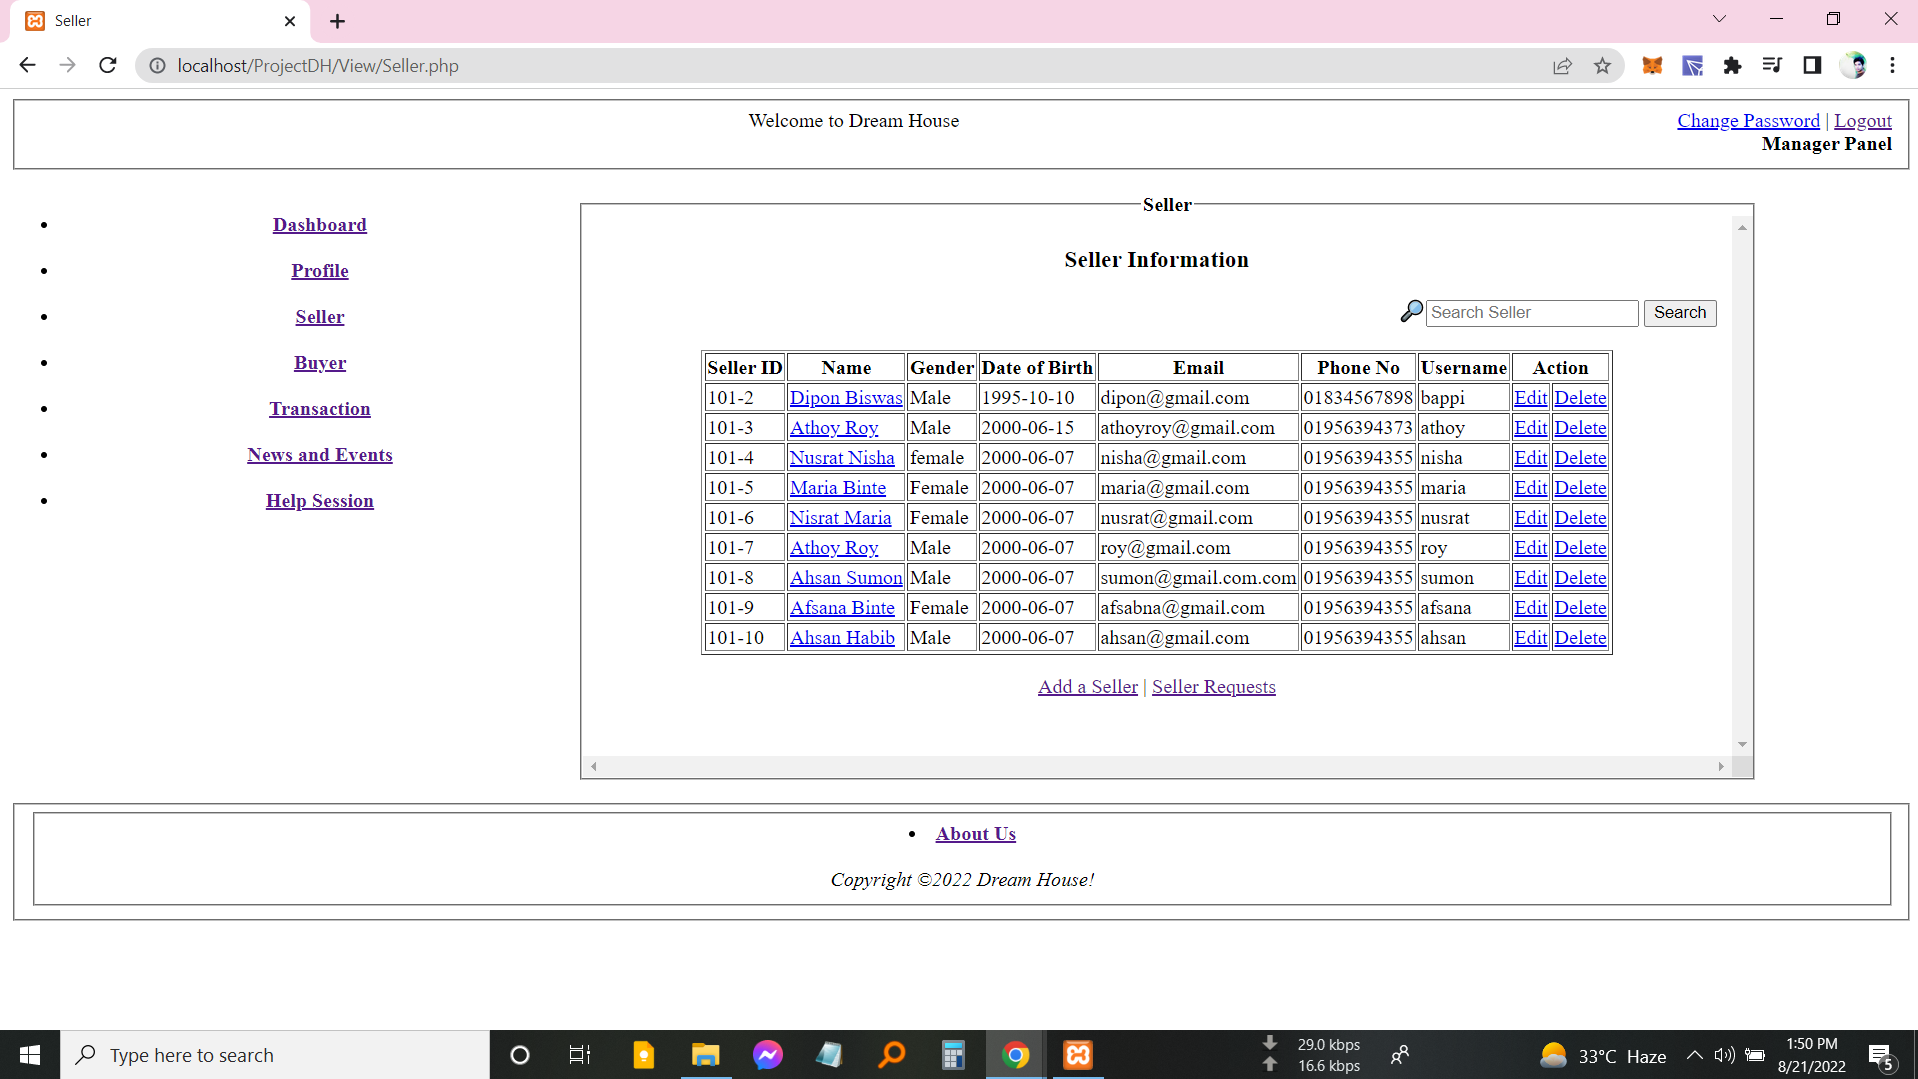 Seller
localhost/ProjectDH/View/Seller.php
Welcome to Dream House
Change Password | Logout
Manager Panel
Dashboard
Profile
Seller
Buyer
Transaction
News and Events
Help Session
Seller
Seller Information
Search Seller Search
Seller ID Name Gender Date of Birth Email Phone No Username Action
101-2 Dipon Biswas Male 1995-10-10 dipon@gmail.com 01834567898 bappi Edit Delete
101-3 Athoy Roy Male 2000-06-15 athoyroy@gmail.com 01956394373 athoy Edit Delete
101-4 Nusrat Nisha female 2000-06-07 nisha@gmail.com 01956394355 nisha Edit Delete
101-5 Maria Binte Female 2000-06-07 maria@gmail.com 01956394355 maria Edit Delete
101-6 Nisrat Maria Female 2000-06-07 nusrat@gmail.com 01956394355 nusrat Edit Delete
101-7 Athoy Roy Male 2000-06-07 roy@gmail.com 01956394355 roy Edit Delete
101-8 Ahsan Sumon Male 2000-06-07 sumon@gmail.com.com 01956394355 sumon Edit Delete
101-9 Afsana Binte Female 2000-06-07 afsabna@gmail.com 01956394355 afsana Edit Delete
101-10 Ahsan Habib Male 2000-06-07 ahsan@gmail.com 01956394355 ahsan Edit Delete
Add a Seller | Seller Requests
About Us
Copyright ©2022 Dream House!
Type here to search
29.0 kbps
16.6 kbps
33°C Haze
1:50 PM
8/21/2022
5